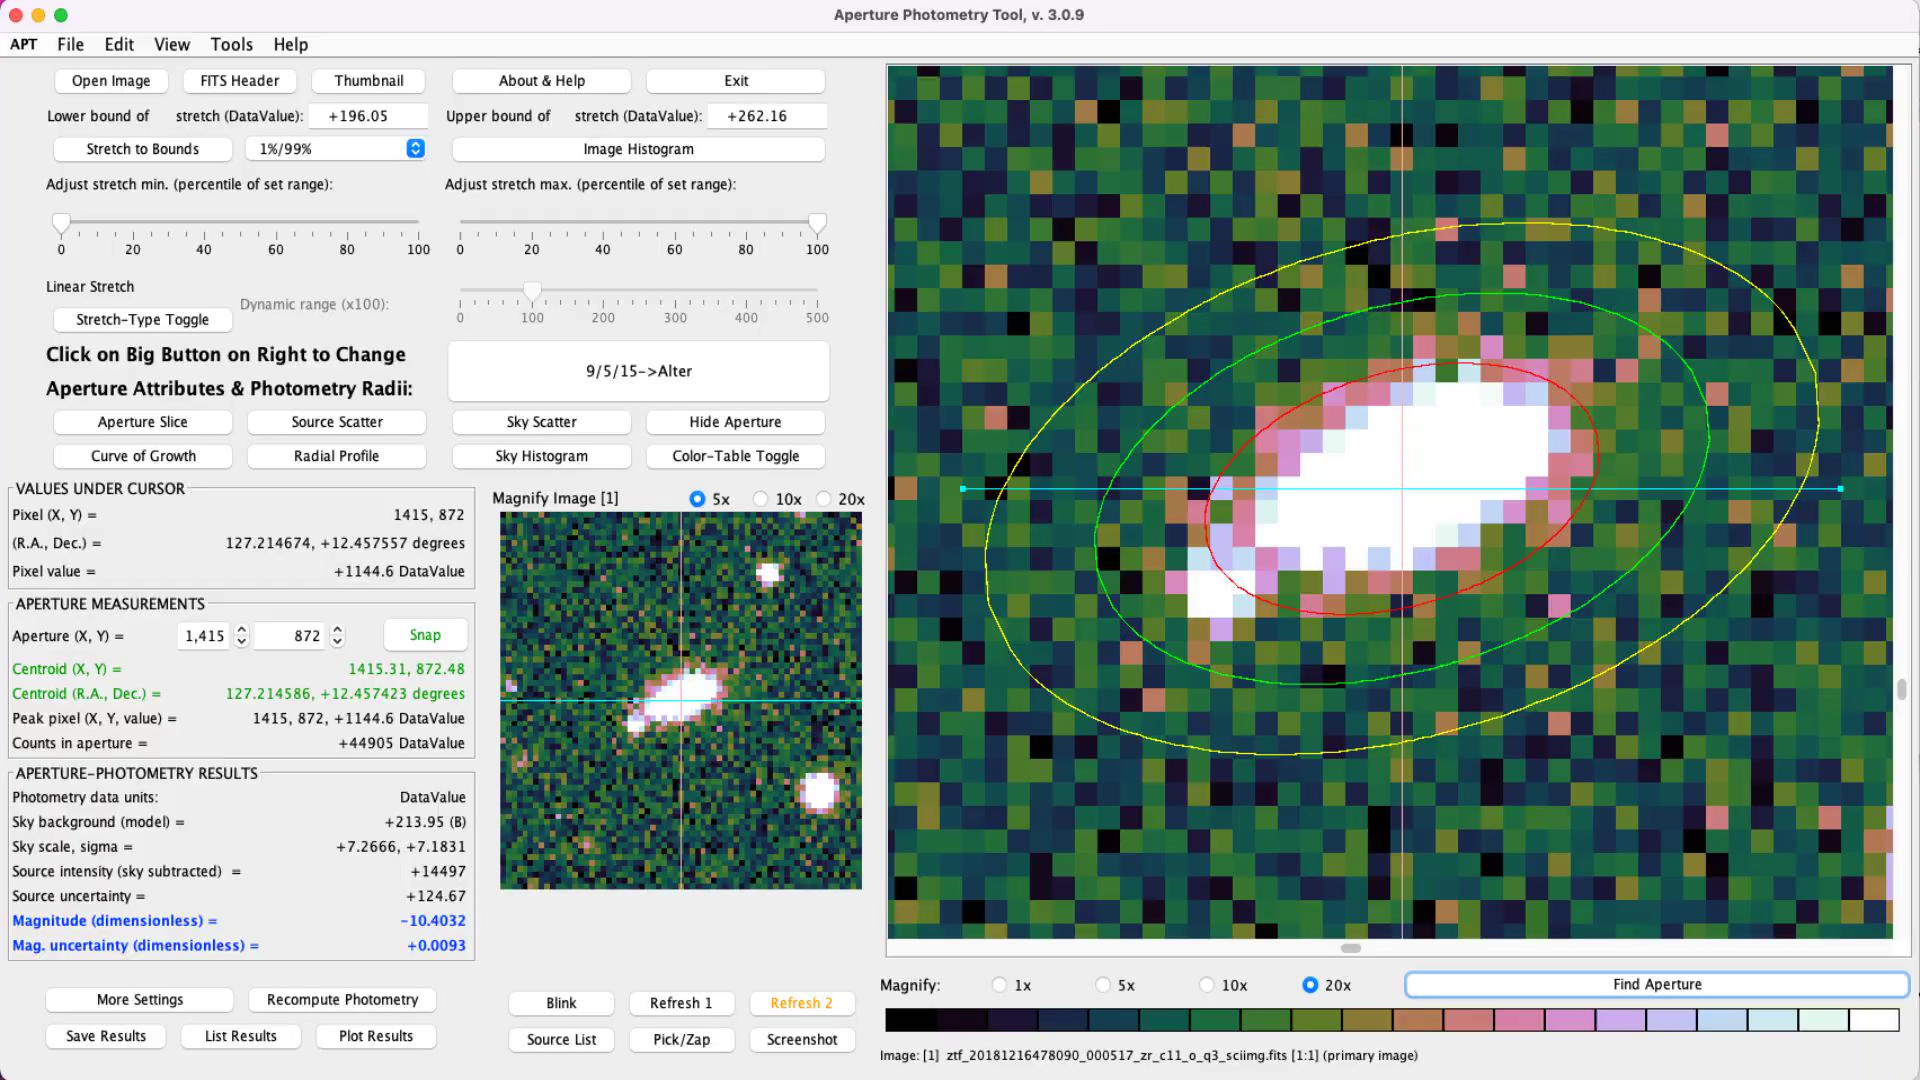 Aperture Photometry Tool, v. 3.0.9
APT File Edit View Tools Help
Open Image FITS Header Thumbnail About & Help Exit
Lower bound of stretch (DataValue): +196.05 Upper bound of stretch (DataValue): +262.16
Stretch to Bounds 1%/99% Image Histogram
Adjust stretch min. (percentile of set range): Adjust stretch max. (percentile of set range):
0 20 40 60 80 100 0 20 40 60 80 100
Linear Stretch
Dynamic range (x100):
Stretch-Type Toggle 0 100 200 300 400 500
Click on Big Button on Right to Change
Aperture Attributes & Photometry Radii:
9/5/15->Alter
Aperture Slice Source Scatter Sky Scatter Hide Aperture
Curve of Growth Radial Profile Sky Histogram Color-Table Toggle
VALUES UNDER CURSOR
Pixel (X, Y) = 1415, 872
(R.A., Dec.) = 127.214674, +12.457557 degrees
Pixel value = +1144.6 DataValue
APERTURE MEASUREMENTS
Aperture (X, Y) = 1,415 872 Snap
Centroid (X, Y) = 1415.31, 872.48
Centroid (R.A., Dec.) = 127.214586, +12.457423 degrees
Peak pixel (X, Y, value) = 1415, 872, +1144.6 DataValue
Counts in aperture = +44905 DataValue
APERTURE-PHOTOMETRY RESULTS
Photometry data units: DataValue
Sky background (model) = +213.95 (B)
Sky scale, sigma = +7.2666, +7.1831
Source intensity (sky subtracted) = +14497
Source uncertainty = +124.67
Magnitude (dimensionless) = -10.4032
Mag. uncertainty (dimensionless) = +0.0093
More Settings Recompute Photometry
Save Results List Results Plot Results
Magnify Image [1] 5x 10x 20x
Blink Refresh 1 Refresh 2
Source List Pick/Zap Screenshot
Magnify: 1x 5x 10x 20x Find Aperture
Image: [1] ztf_20181216478090_000517_zr_c11_o_q3_sciimg.fits [1:1] (primary image)